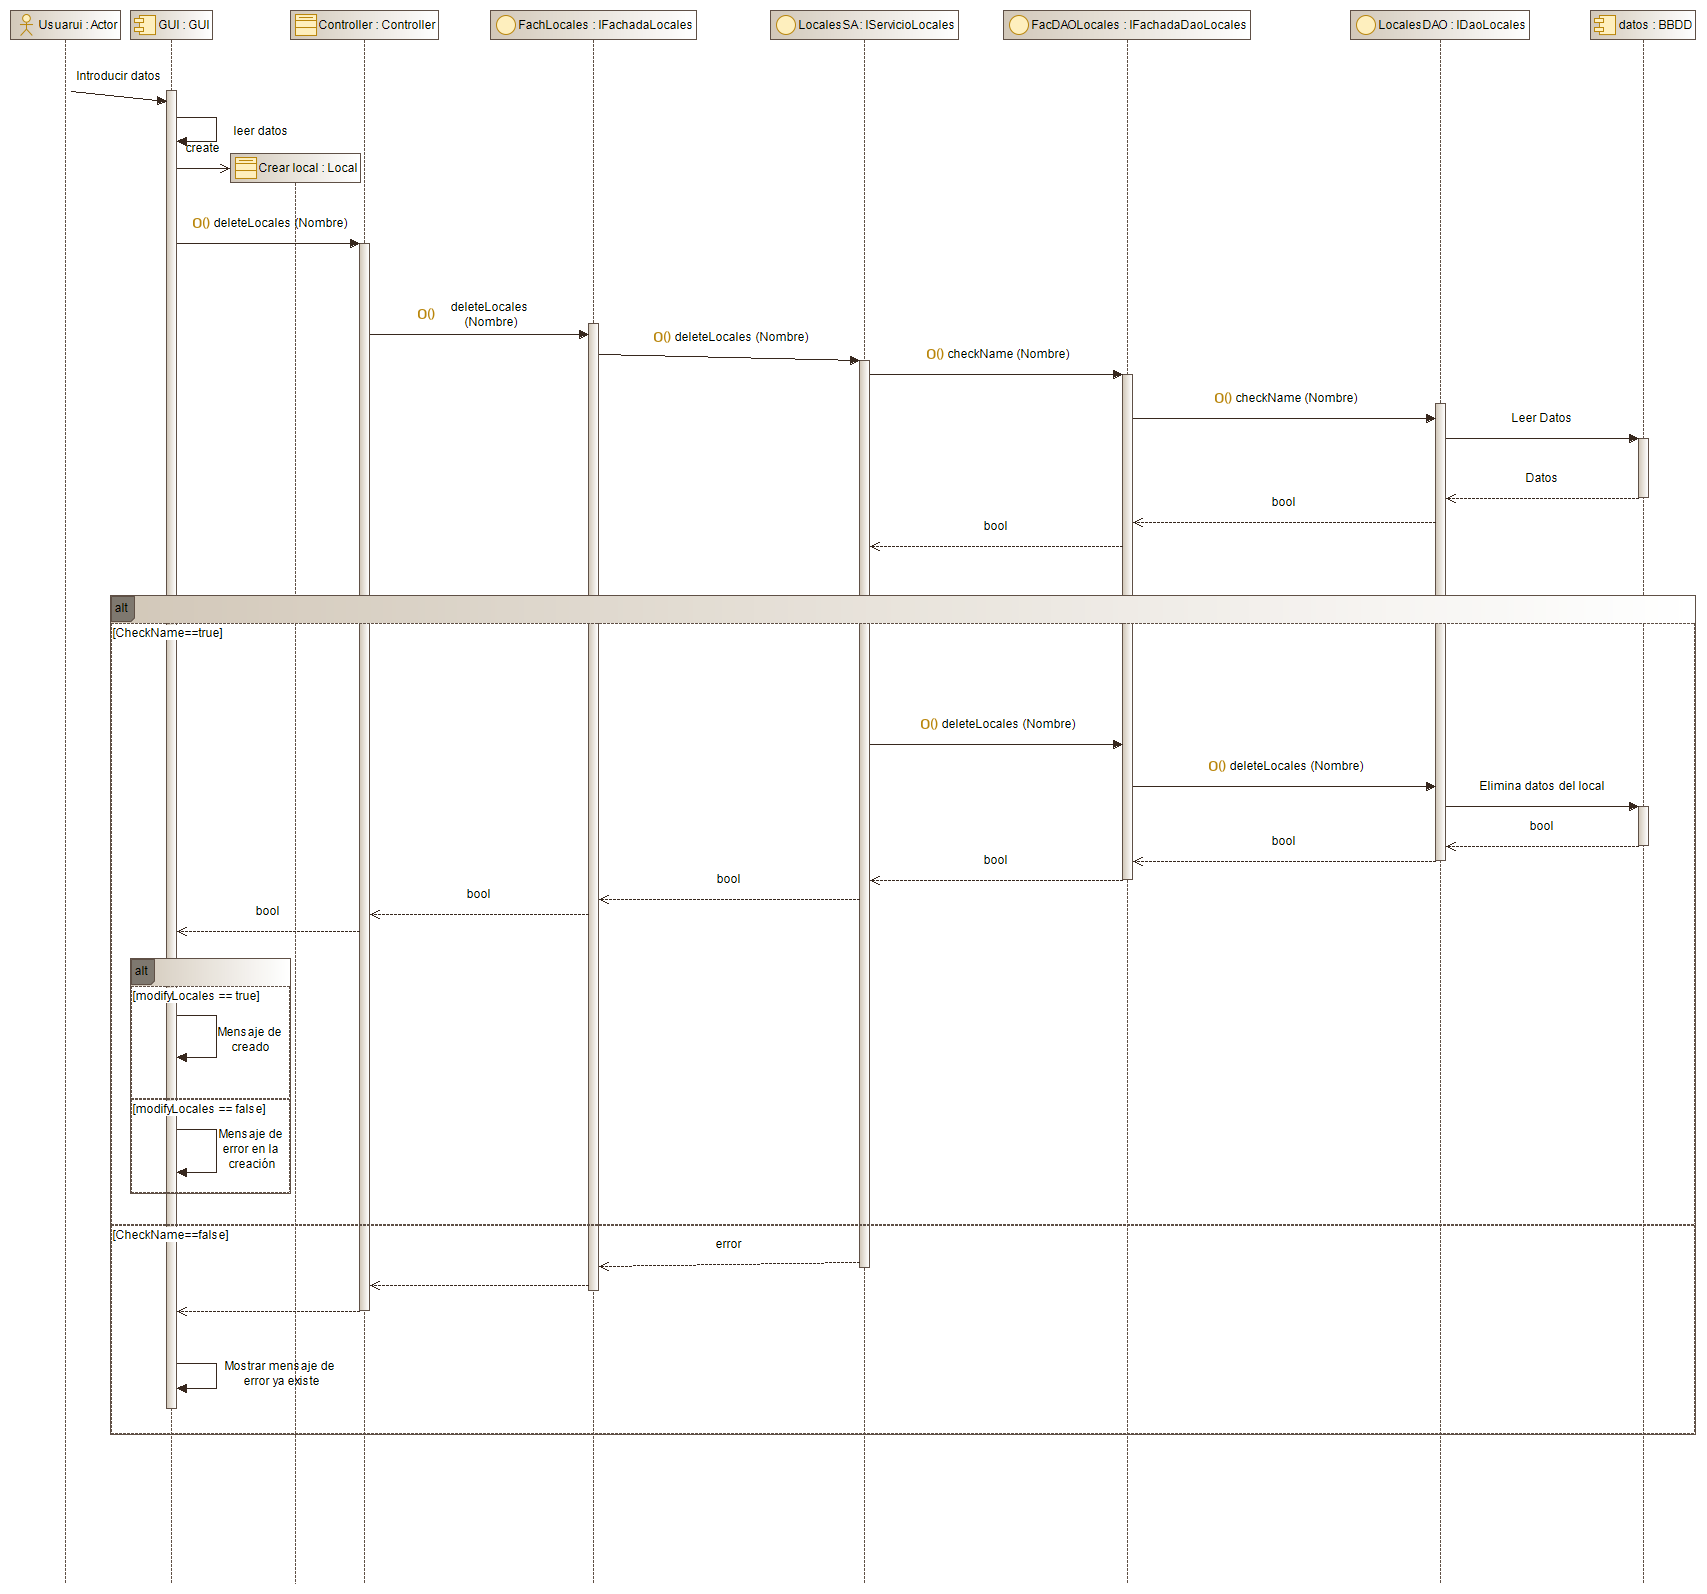 Usuarui : Actor
GUI : GUI
Controller : Controller
FachLocales : IFachadaLocales
LocalesSA: IServicioLocales
FacDAOLocales : IFachadaDaoLocales
LocalesDAO : IDaoLocales
datos : BBDD
Introducir datos
leer datos
create
Crear local : Local
O() deleteLocales (Nombre)
O() deleteLocales
(Nombre)
O() deleteLocales (Nombre)
O() checkName (Nombre)
O() checkName (Nombre)
Leer Datos
Datos
bool
bool
alt
[CheckName==true]
O() deleteLocales (Nombre)
O() deleteLocales (Nombre)
Elimina datos del local
bool
bool
bool
bool
bool
bool
alt
[modifyLocales == true]
Mensaje de
creado
[modifyLocales == false]
Mensaje de
error en la
creación
[CheckName==false]
error
Mostrar mensaje de
error ya existe